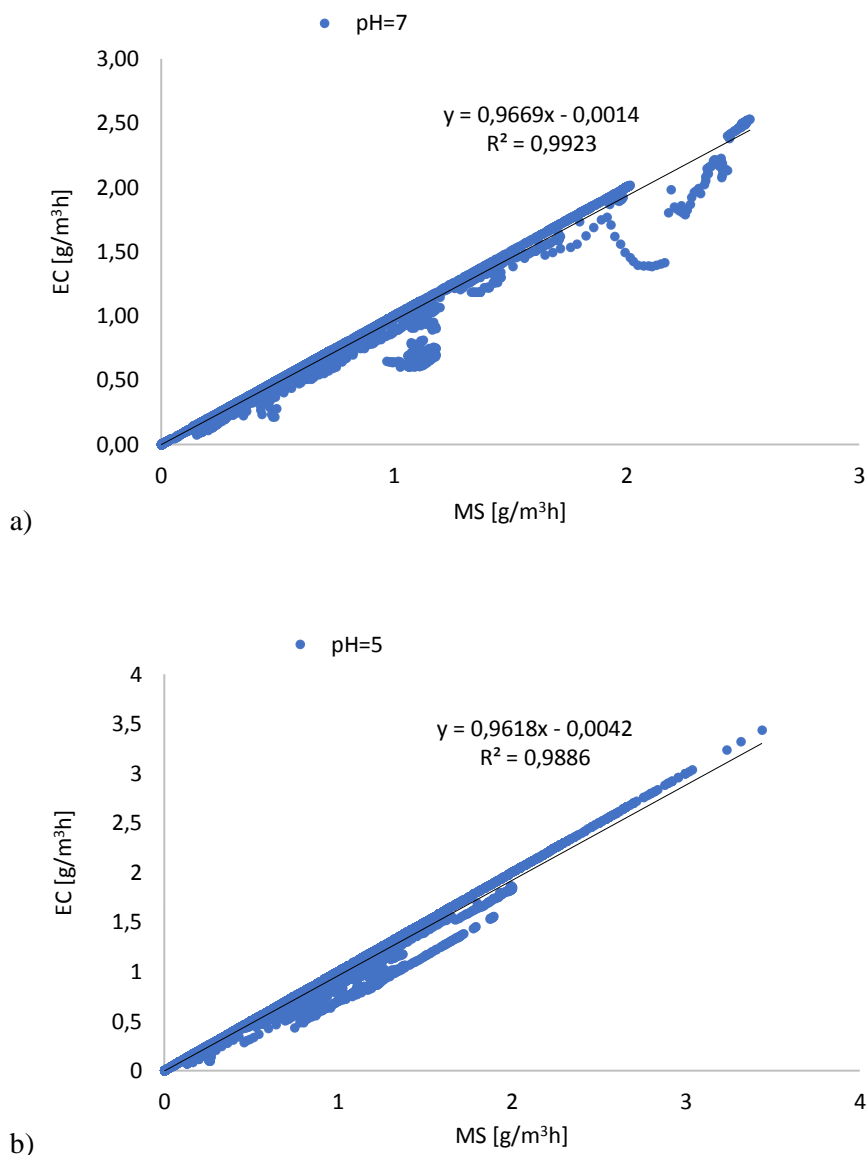 pH=7
3,00
2,50
2,00
1,50
1,00
0,50
0,00
EC [g/m³h]
y = 0,9669x - 0,0014
R² = 0,9923
0 1 2 3
MS [g/m³h]
a)
pH=5
4
3,5
3
2,5
2
1,5
1
0,5
0
EC [g/m³h]
y = 0,9618x - 0,0042
R² = 0,9886
0 1 2 3 4
MS [g/m³h]
b)